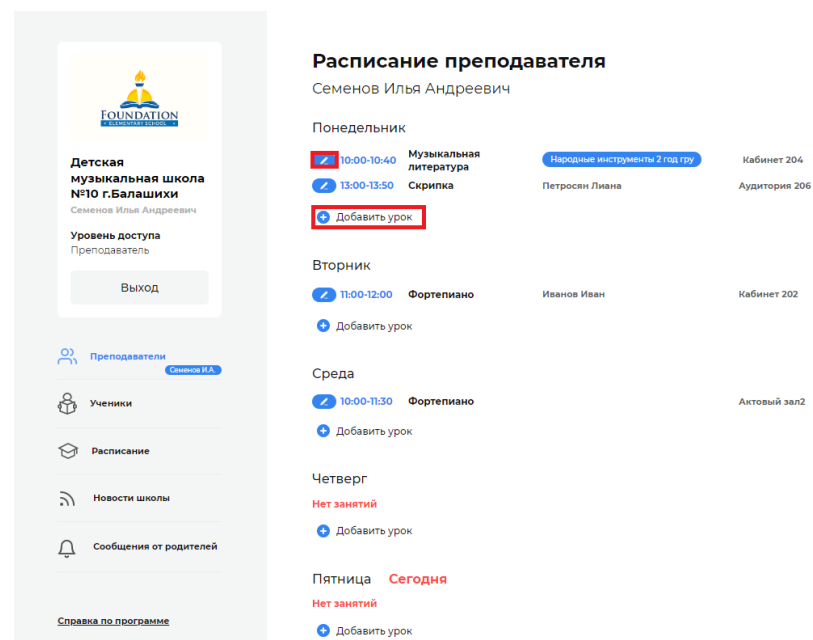 FOUNDATION
ELEMENTARY SCHOOL
Детская
музыкальная школа
№10 г.Балашихи
Семенов Илья Андреевич
Уровень доступа
Преподаватель
Выход
Преподаватели
Семенов И.А.
Ученики
Расписание
Новости школы
Сообщения от родителей
Справка по программе
Расписание преподавателя
Семенов Илья Андреевич
Понедельник
10:00-10:40 Музыкальная литература Народные инструменты 2 год гру Кабинет 204
13:00-13:50 Скрипка Петросян Лиана Аудитория 206
Добавить урок
Вторник
11:00-12:00 Фортепиано Иванов Иван Кабинет 202
Добавить урок
Среда
10:00-11:30 Фортепиано Актовый зал2
Добавить урок
Четверг
Нет занятий
Добавить урок
Пятница Сегодня
Нет занятий
Добавить урок